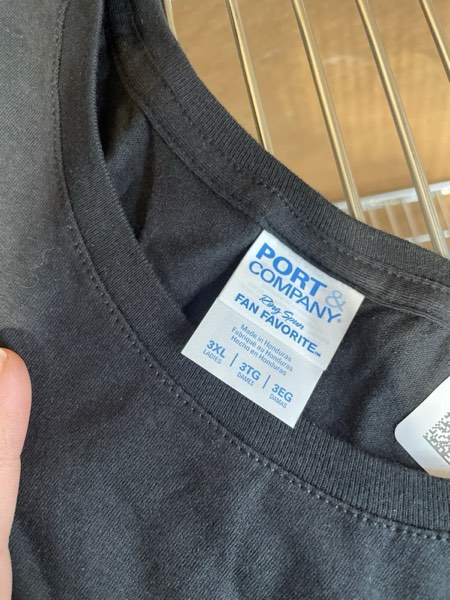 PORT &
COMPANY®
Ring Spun
FAN FAVORITE™
Made in Honduras
Fabriqué au Honduras
Hecho en Honduras
3XL | 3TG | 3EG
LADIES DAMES DAMAS